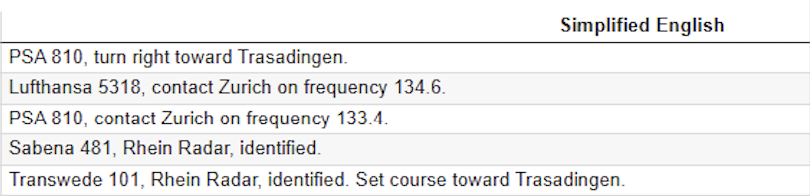 Simplified English
PSA 810, turn right toward Trasadingen.
Lufthansa 5318, contact Zurich on frequency 134.6.
PSA 810, contact Zurich on frequency 133.4.
Sabena 481, Rhein Radar, identified.
Transwede 101, Rhein Radar, identified. Set course toward Trasadingen.